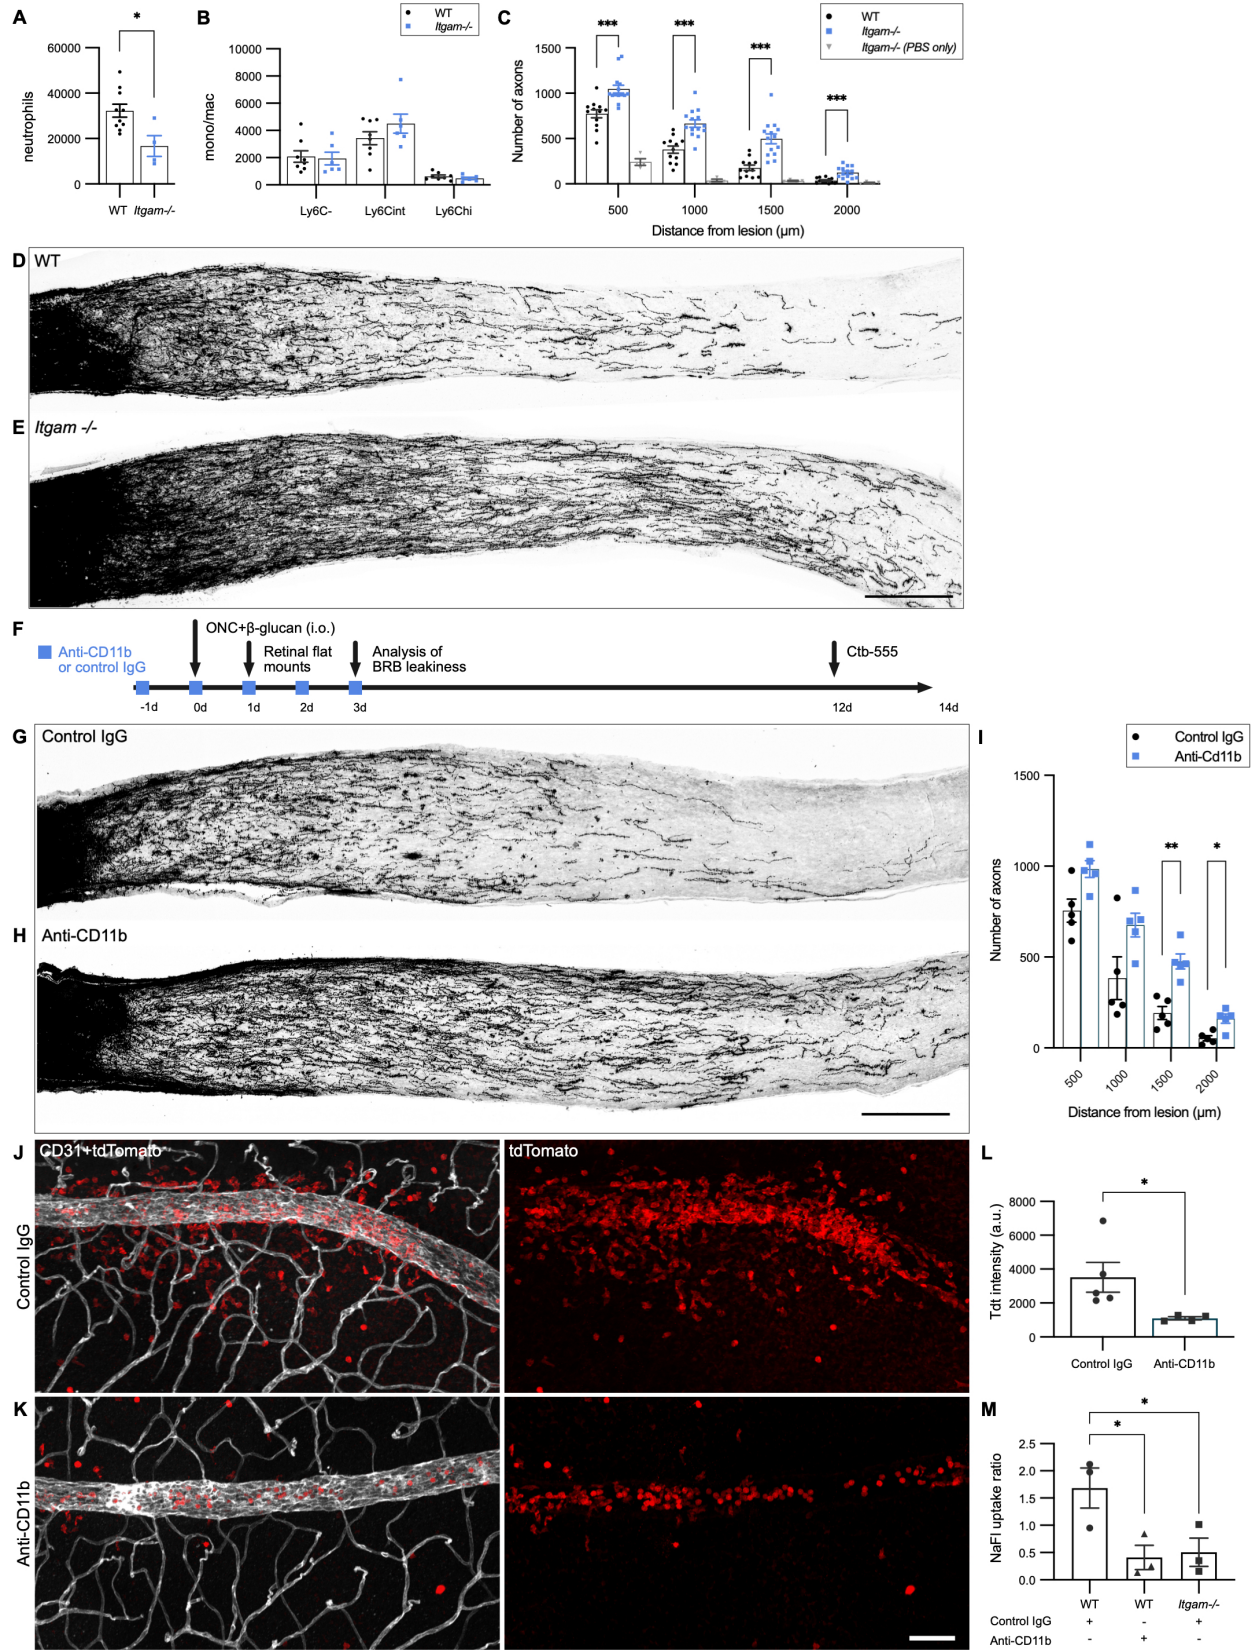 A
*
neutrophils
60000
40000
20000
0
WT Itgam-/-
B
WT
Itgam-/-
mono/mac
10000
8000
6000
4000
2000
0
Ly6C- Ly6Cint Ly6Chi
C
WT
Itgam-/-
Itgam-/- (PBS only)
*** *** *** ***
Number of axons
1500
1000
500
0
500 1000 1500 2000
Distance from lesion (µm)
D WT
E Itgam -/-
F
Anti-CD11b
or control IgG
ONC+β-glucan (i.o.)
Retinal flat
mounts
Analysis of
BRB leakiness
Ctb-555
-1d 0d 1d 2d 3d 12d 14d
G Control IgG
H Anti-CD11b
I
Control IgG
Anti-Cd11b
** *
Number of axons
1500
1000
500
0
500 1000 1500 2000
Distance from lesion (µm)
J CD31+tdTomato tdTomato
Control IgG
K
Anti-CD11b
L
*
Tdt intensity (a.u.)
8000
6000
4000
2000
0
Control IgG Anti-CD11b
M
*
*
NaFl uptake ratio
2.5
2.0
1.5
1.0
0.5
0.0
WT WT Itgam-/-
Control IgG + - +
Anti-CD11b - + -